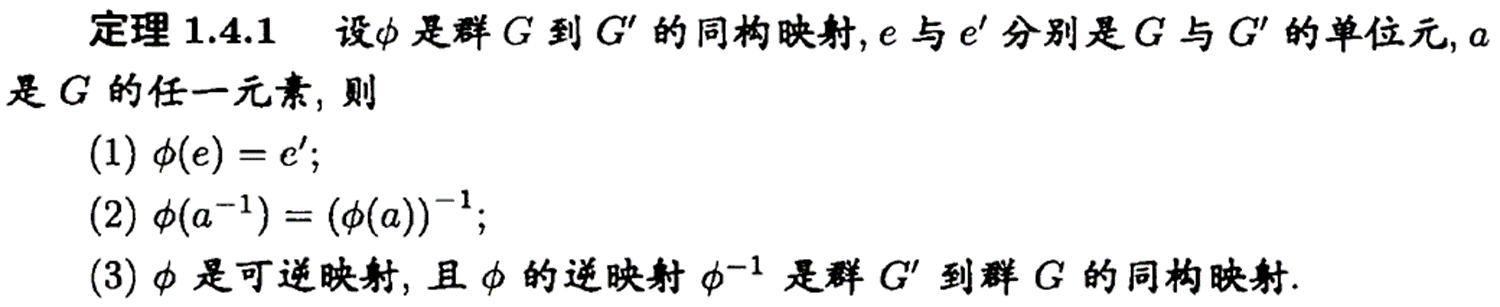 定理 1.4.1 设ϕ 是群 G 到 G′ 的同构映射, e 与 e′ 分别是 G 与 G′ 的单位元, a
是 G 的任一元素, 则
(1) ϕ(e) = e′;
(2) ϕ(a⁻¹) = (ϕ(a))⁻¹;
(3) ϕ 是可逆映射, 且 ϕ 的逆映射 ϕ⁻¹ 是群 G′ 到群 G 的同构映射.